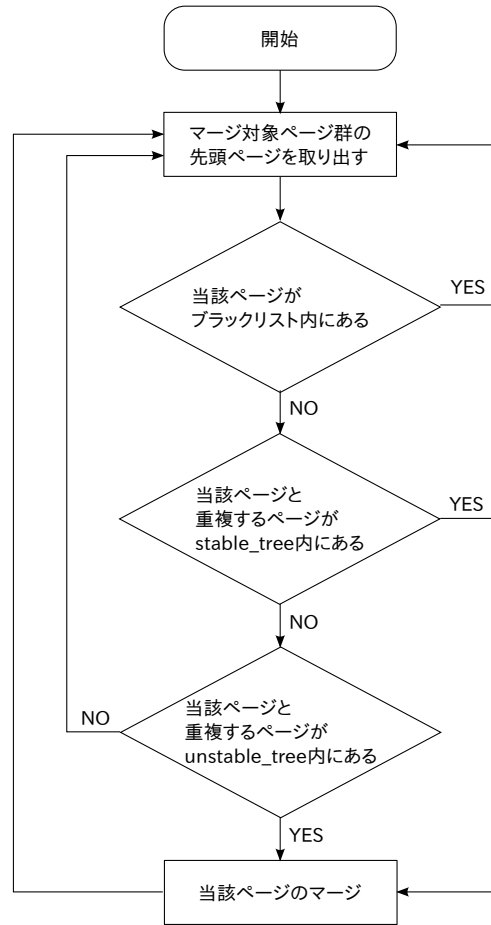 開始
マージ対象ページ群の
先頭ページを取り出す
当該ページが
ブラックリスト内にある
YES
NO
当該ページと
重複するページが
stable_tree内にある
YES
NO
当該ページと
重複するページが
unstable_tree内にある
NO
YES
当該ページのマージ